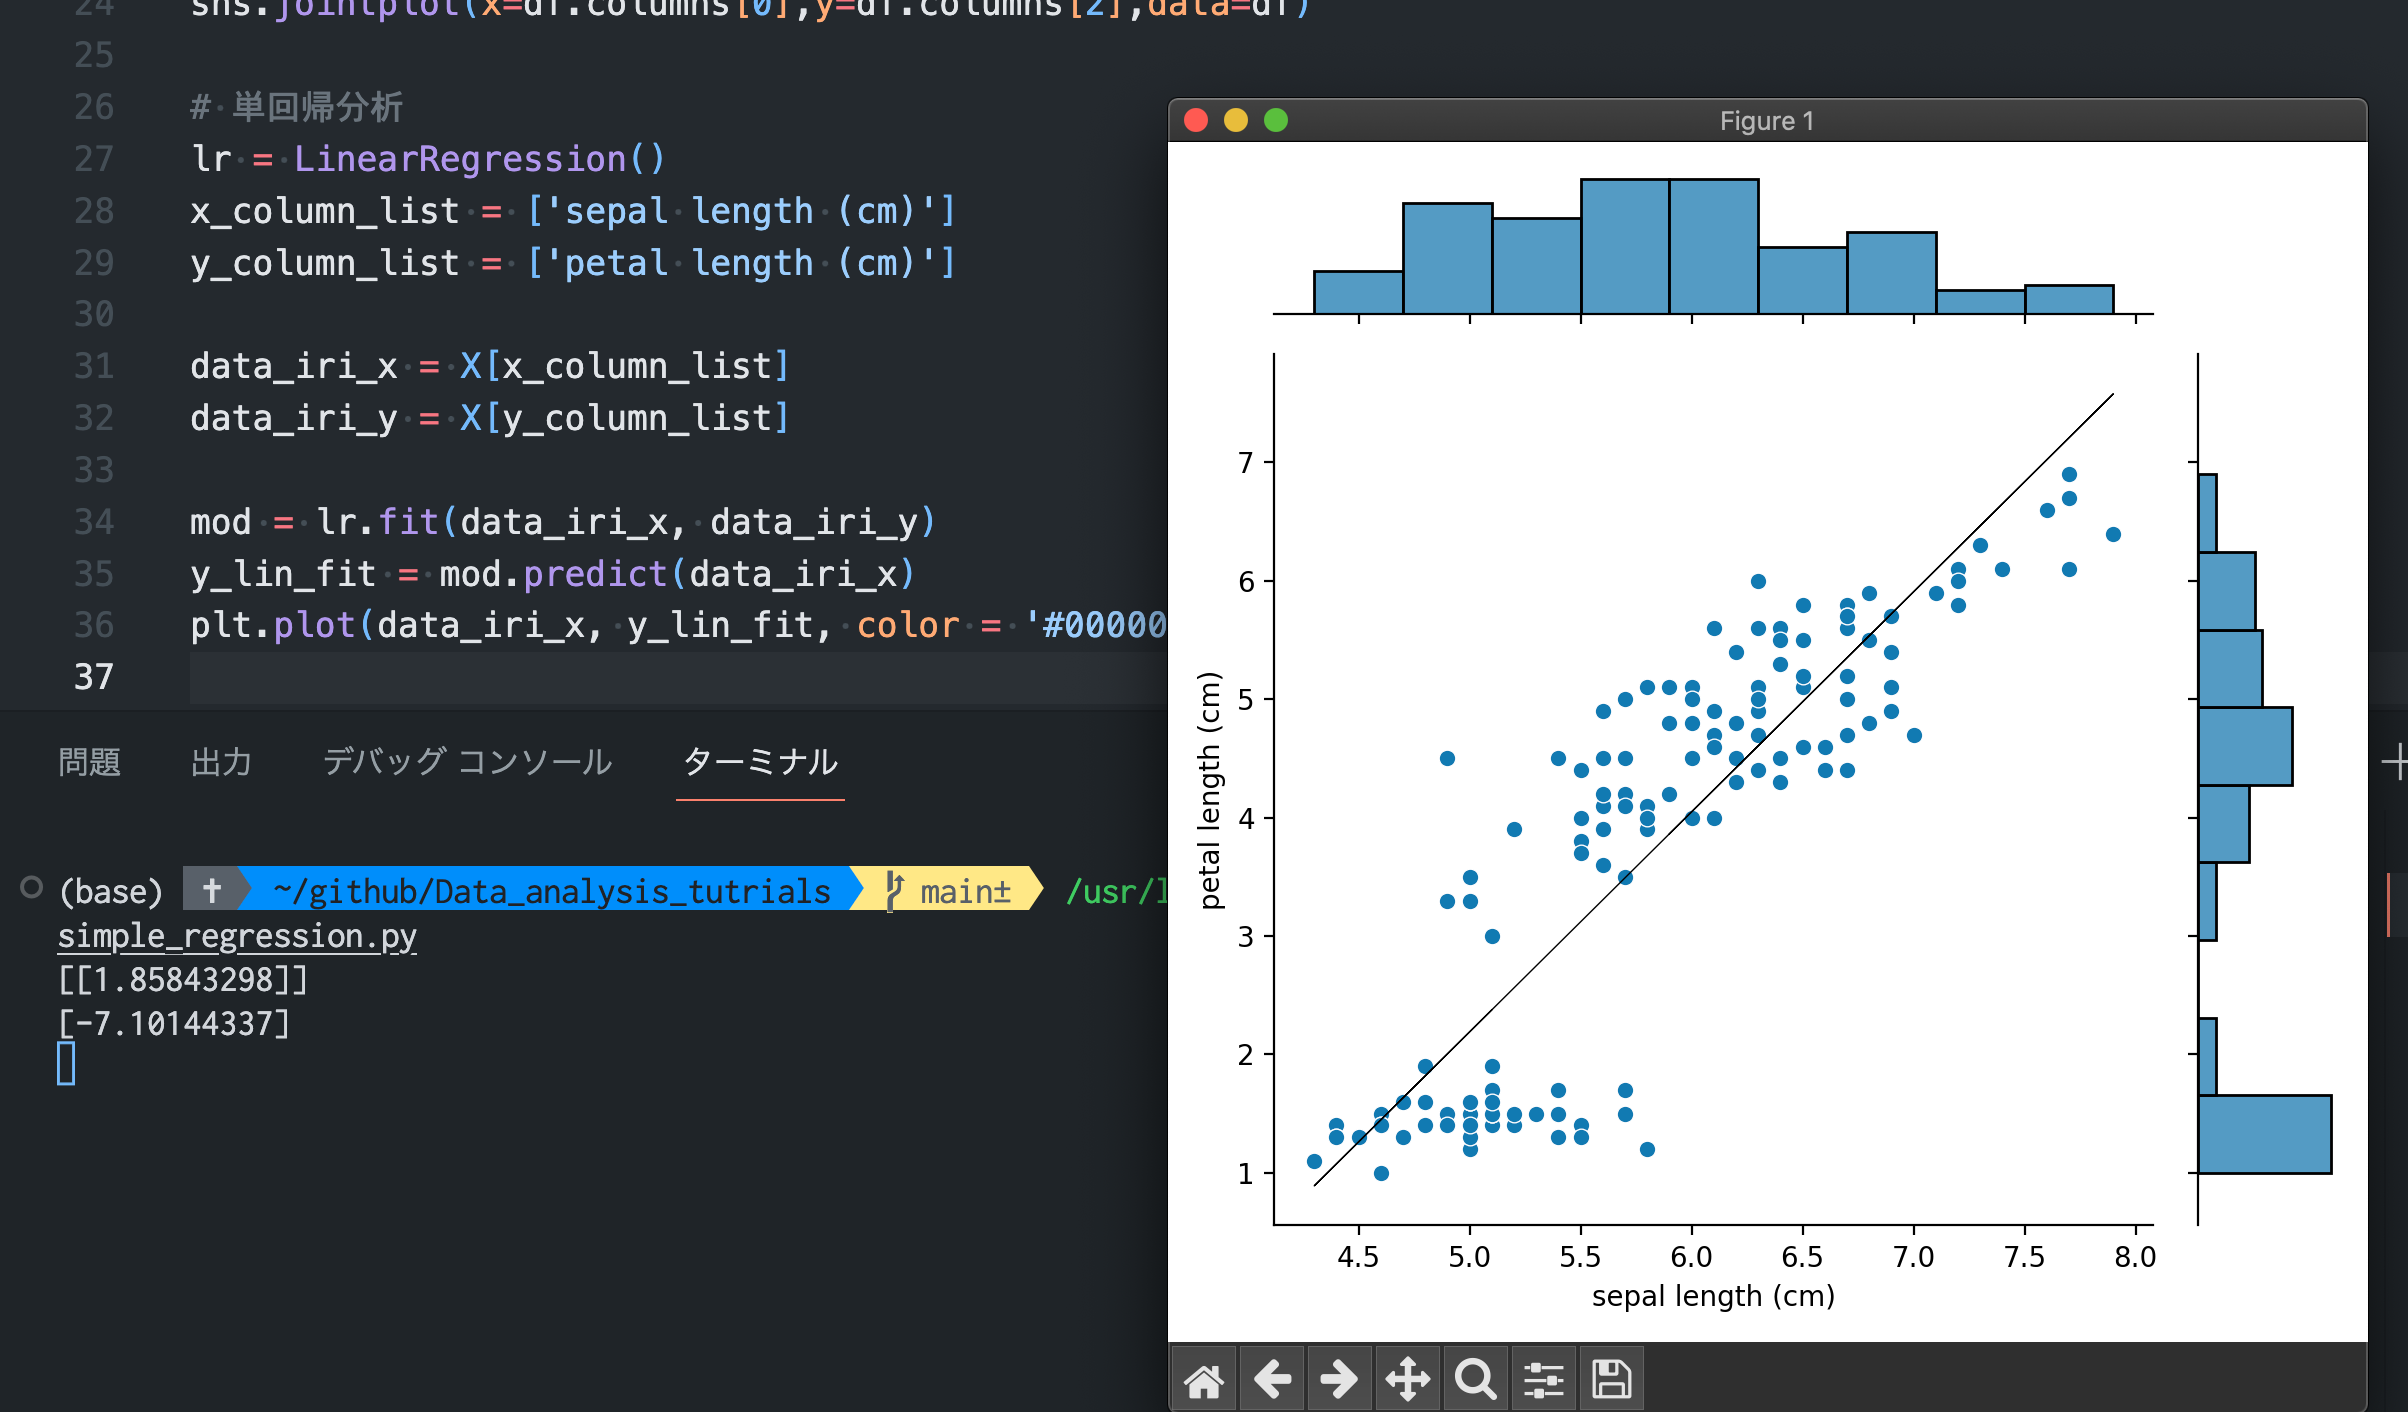 24 sns.jointplot(x=df.columns[0],y=df.columns[2],data=df)
25
26 # 単回帰分析
27 lr = LinearRegression()
28 x_column_list = ['sepal length (cm)']
29 y_column_list = ['petal length (cm)']
30
31 data_iri_x = X[x_column_list]
32 data_iri_y = X[y_column_list]
33
34 mod = lr.fit(data_iri_x, data_iri_y)
35 y_lin_fit = mod.predict(data_iri_x)
36 plt.plot(data_iri_x, y_lin_fit, color = '#00000
37
問題 出力 デバッグ コンソール ターミナル
(base) ~/github/Data_analysis_tutrials main± /usr/l
simple_regression.py
[[1.85843298]]
[-7.10144337]
Figure 1
7
6
5
4
3
2
1
petal length (cm)
4.5 5.0 5.5 6.0 6.5 7.0 7.5 8.0
sepal length (cm)